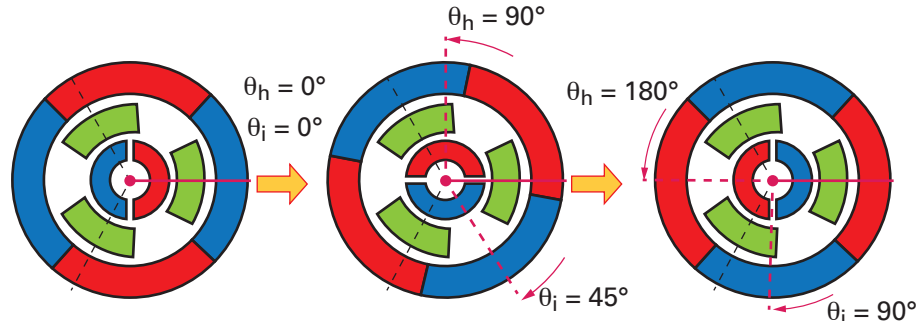 θh = 0°
θi = 0°
θh = 90°
θi = 45°
θh = 180°
θi = 90°